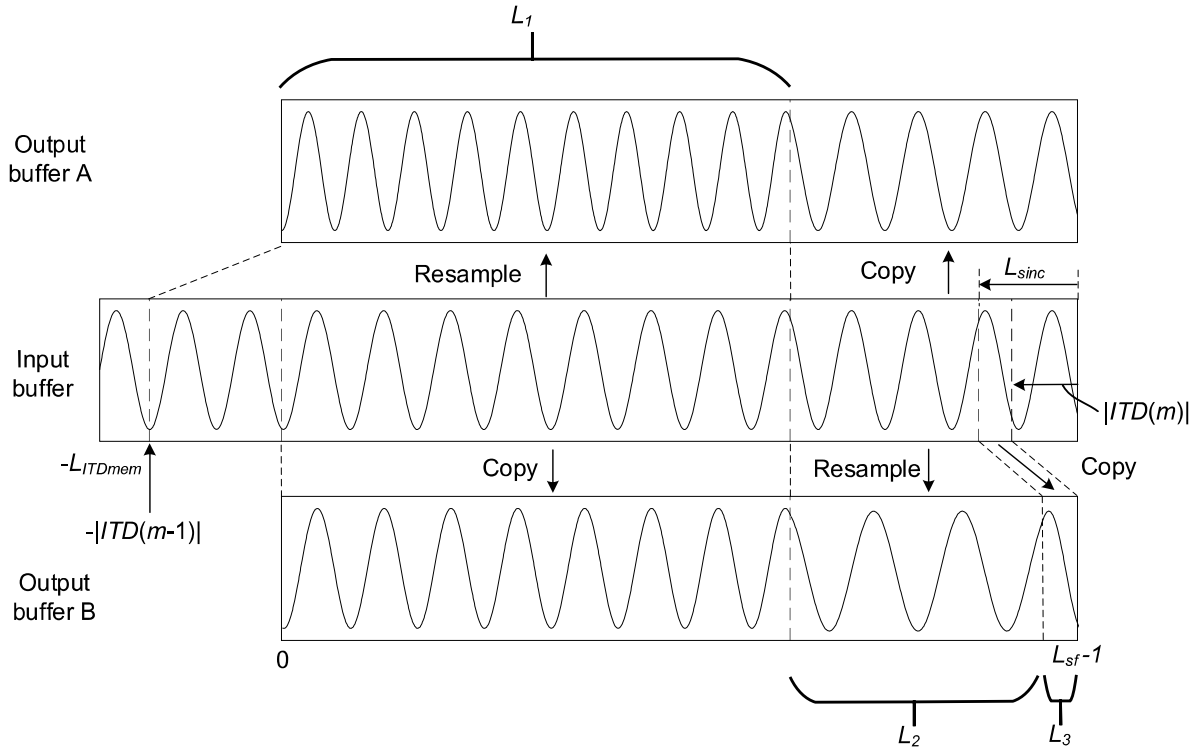 L1
Output
buffer A
Resample
Copy
Lsinc
Input
buffer
|ITD(m)|
-LITDmem
Copy
Resample
Copy
-|ITD(m-1)|
Output
buffer B
0
Lsf-1
L2
L3